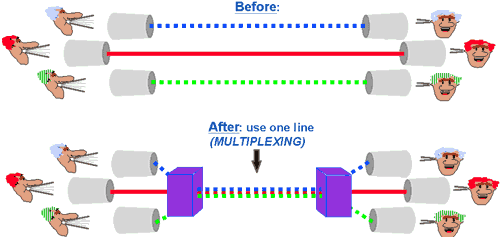 Before:
After: use one line
(MULTIPLEXING)